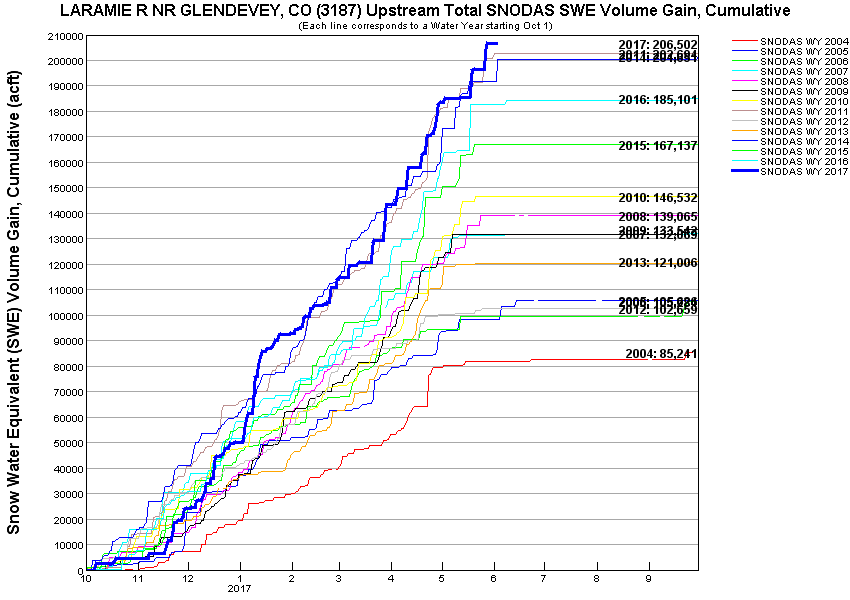 LARAMIE R NR GLENDEVEY, CO (3187) Upstream Total SNODAS SWE Volume Gain, Cumulative
(Each line corresponds to a Water Year starting Oct 1)
Snow Water Equivalent (SWE) Volume Gain, Cumulative (acft)
210000
200000
190000
180000
170000
160000
150000
140000
130000
120000
110000
100000
90000
80000
70000
60000
50000
40000
30000
20000
10000
0
10 11 12 1 2 3 4 5 6 7 8 9
2017
2017: 206,502
2016: 185,101
2015: 167,137
2010: 146,532
2008: 139,065
2013: 121,006
2012: 102,659
2004: 85,241
SNODAS WY 2004
SNODAS WY 2005
SNODAS WY 2006
SNODAS WY 2007
SNODAS WY 2008
SNODAS WY 2009
SNODAS WY 2010
SNODAS WY 2011
SNODAS WY 2012
SNODAS WY 2013
SNODAS WY 2014
SNODAS WY 2015
SNODAS WY 2016
SNODAS WY 2017